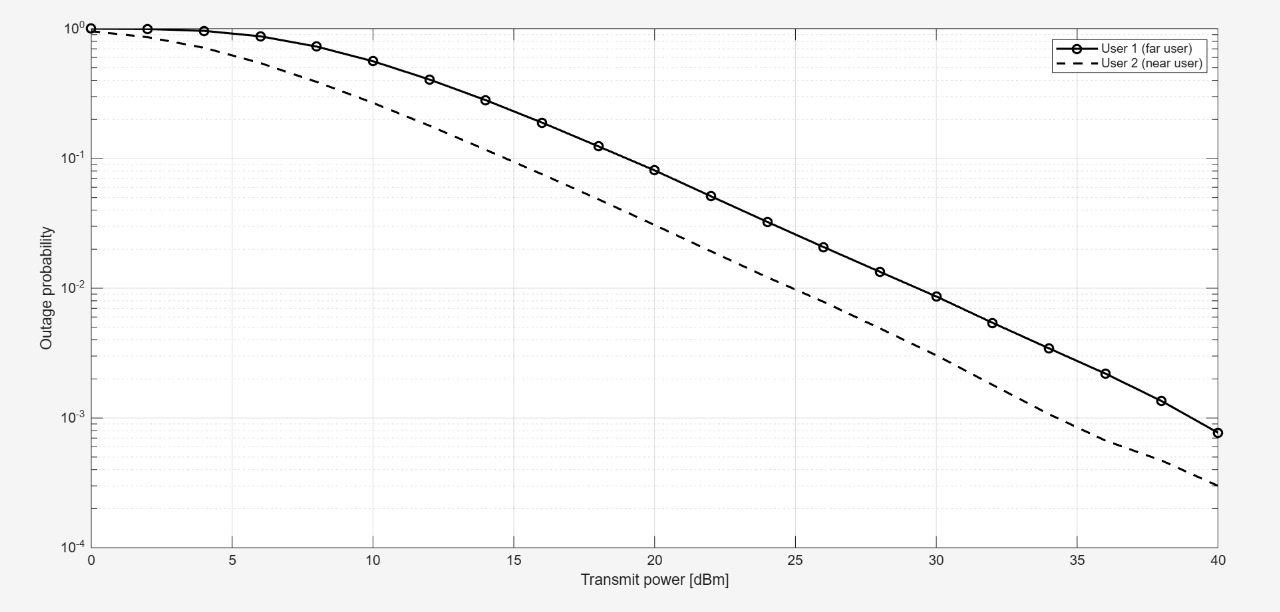 10^0
10^-1
10^-2
10^-3
10^-4
Outage probability
User 1 (far user)
User 2 (near user)
0 5 10 15 20 25 30 35 40
Transmit power [dBm]